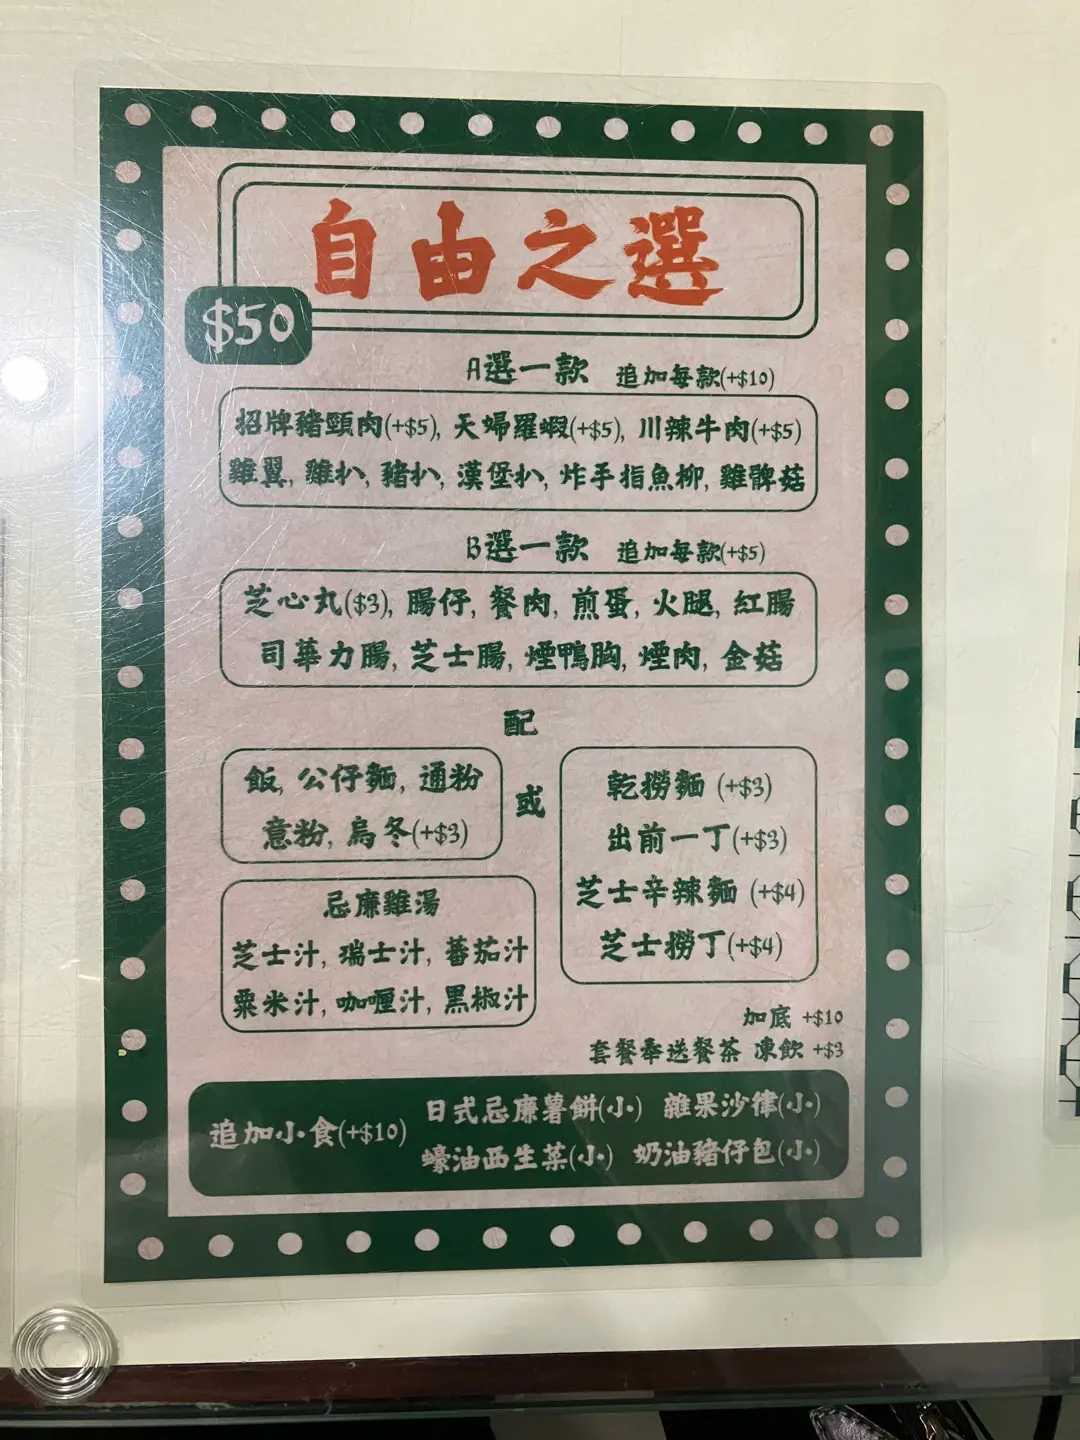 自由之選
$50
A選一款 追加每款(+$10)
招牌豬頸肉(+$5), 天婦羅蝦(+$5), 川辣牛肉(+$5)
雞翼, 雞扒, 豬扒, 漢堡扒, 炸手指魚柳, 雞髀菇
B選一款 追加每款(+$5)
芝心丸($3), 腸仔, 餐肉, 煎蛋, 火腿, 紅腸
司華力腸, 芝士腸, 煙鴨胸, 煙肉, 金菇
配
飯, 公仔麵, 通粉
意粉, 烏冬(+$3)
或
乾撈麵 (+$3)
出前一丁(+$3)
芝士辛辣麵 (+$4)
芝士撈丁(+$4)
忌廉雞湯
芝士汁, 瑞士汁, 蕃茄汁
粟米汁, 咖喱汁, 黑椒汁
加底 +$10
套餐奉送餐茶 凍飲 +$3
追加小食(+$10)
日式忌廉薯餅(小) 雜果沙律(小)
蠔油西生菜(小) 奶油豬仔包(小)